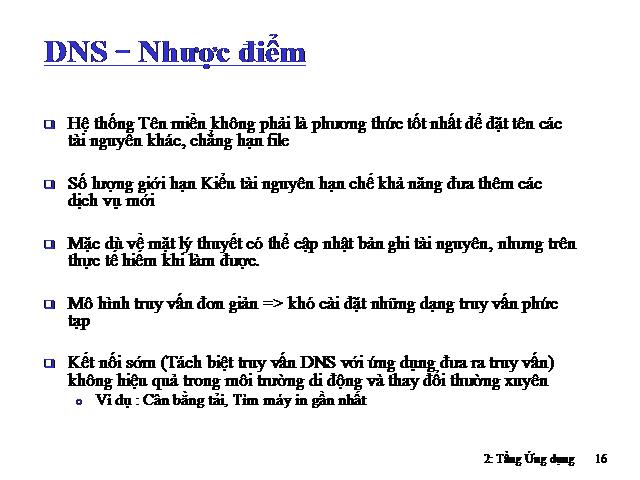 DNS – Nhược điểm
❑ Hệ thống Tên miền không phải là phương thức tốt nhất để đặt tên các
tài nguyên khác, chẳng hạn file
❑ Số lượng giới hạn Kiểu tài nguyên hạn chế khả năng đưa thêm các
dịch vụ mới
❑ Mặc dù về mặt lý thuyết có thể cập nhật bản ghi tài nguyên, nhưng trên
thực tế hiếm khi làm được.
❑ Mô hình truy vấn đơn giản => khó cài đặt những dạng truy vấn phức
tạp
❑ Kết nối sớm (Tách biệt truy vấn DNS với ứng dụng đưa ra truy vấn)
không hiệu quả trong môi trường di động và thay đổi thường xuyên
o Ví dụ : Cân bằng tải, Tìm máy in gần nhất
2: Tầng Ứng dụng 16